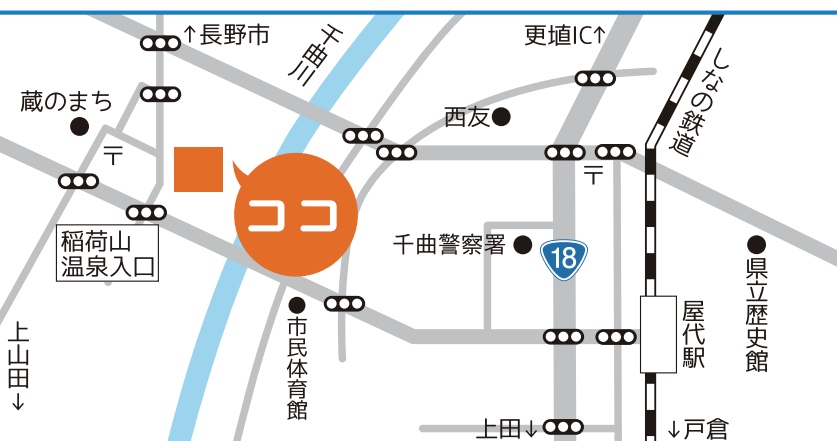 ↑長野市
千曲川
更埴IC↑
しなの鉄道
蔵のまち
西友
〒
〒
ココ
稲荷山
温泉入口
千曲警察署
18
県立歴史館
市民体育館
屋代駅
上山田↓
上田↓
↓戸倉